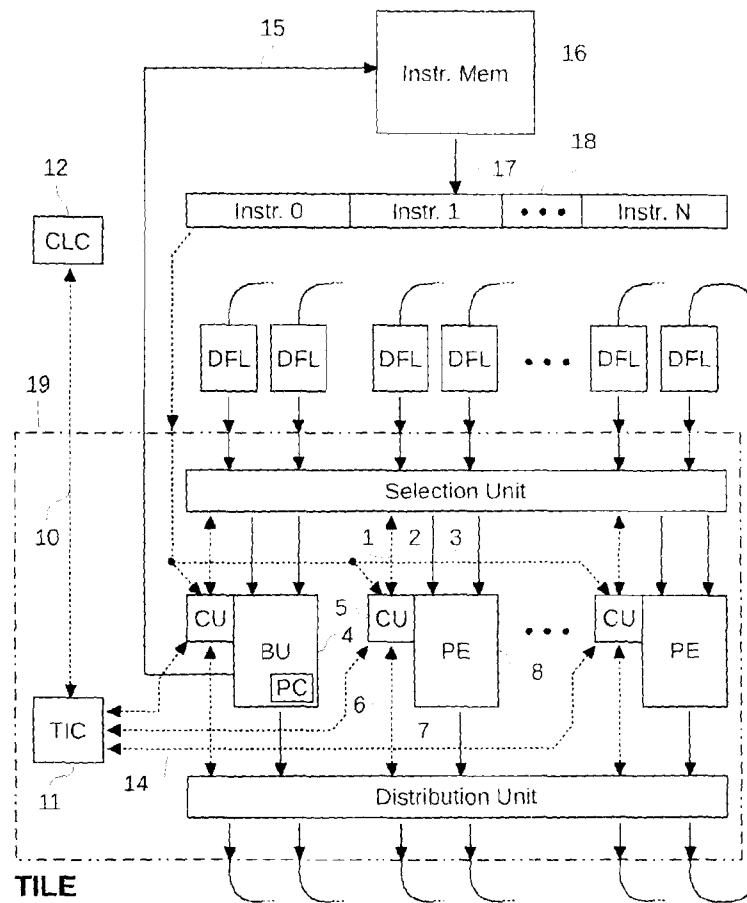 15
Instr. Mem
16
17
18
12
CLC
Instr. 0
Instr. 1
• • •
Instr. N
DFL
DFL
DFL
DFL
• • •
DFL
DFL
19
Selection Unit
10
1
2
3
CU
BU
PC
4
5
CU
PE
8
• • •
CU
PE
6
7
TIC
11
14
Distribution Unit
TILE